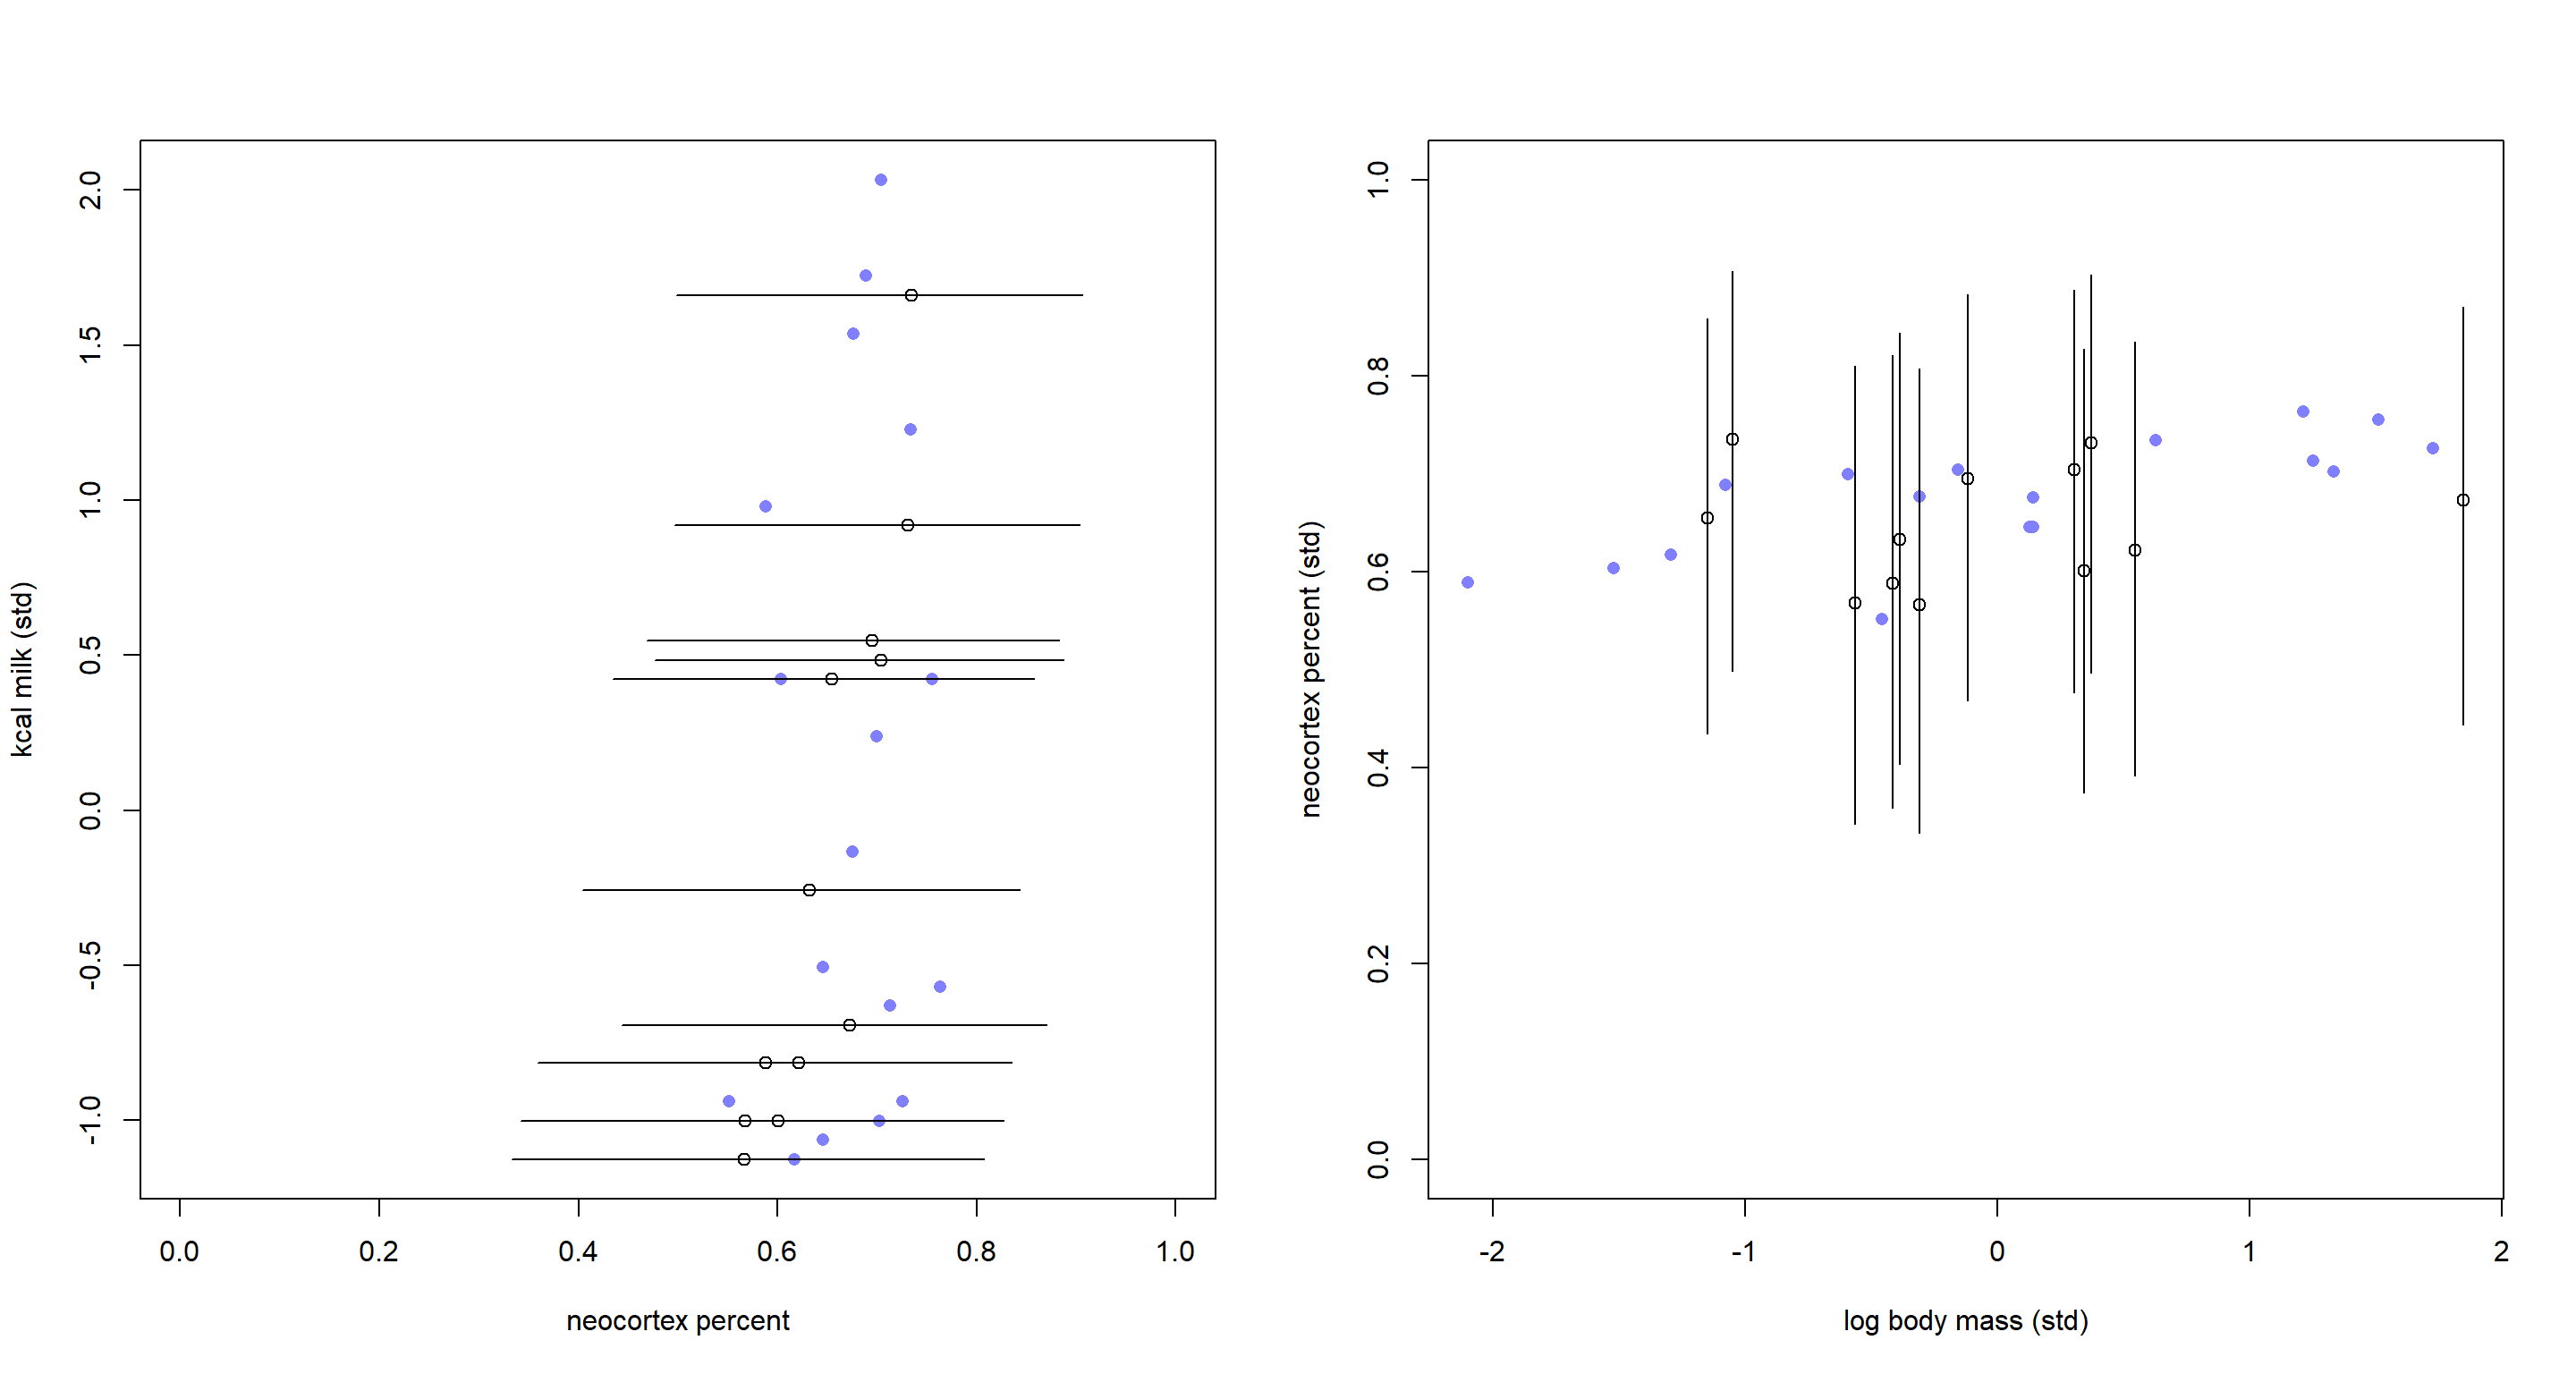 kcal milk (std)
2.0
1.5
1.0
0.5
0.0
-0.5
-1.0
0.0 0.2 0.4 0.6 0.8 1.0
neocortex percent
neocortex percent (std)
1.0
0.8
0.6
0.4
0.2
0.0
-2 -1 0 1 2
log body mass (std)